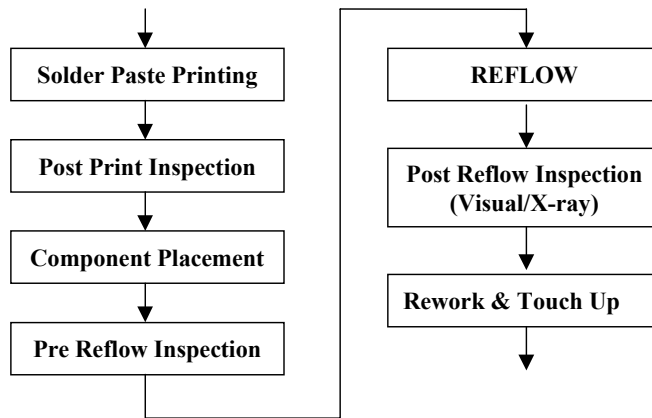 Solder Paste Printing
Post Print Inspection
Component Placement
Pre Reflow Inspection
REFLOW
Post Reflow Inspection
(Visual/X-ray)
Rework & Touch Up